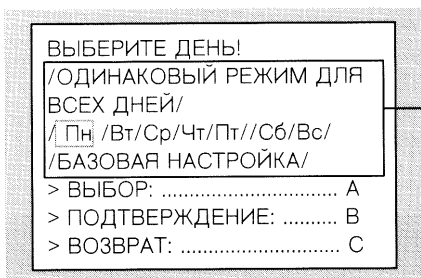 ВЫБЕРИТЕ ДЕНЬ!
/ОДИНАКОВЫЙ РЕЖИМ ДЛЯ
ВСЕХ ДНЕЙ/
/ Пн /Вт/Ср/Чт/Пт//Сб/Вс/
/БАЗОВАЯ НАСТРОЙКА/
> ВЫБОР: ................................ A
> ПОДТВЕРЖДЕНИЕ: .......... B
> ВОЗВРАТ: ............................. C